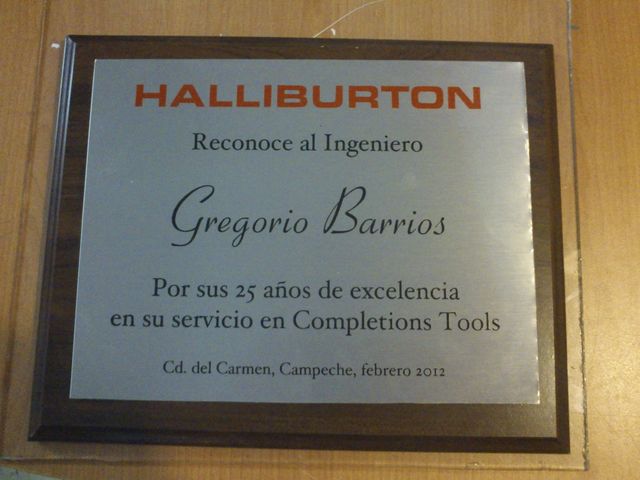 HALLIBURTON
Reconoce al Ingeniero
Gregorio Barrios
Por sus 25 años de excelencia
en su servicio en Completions Tools
Cd. del Carmen, Campeche, febrero 2012